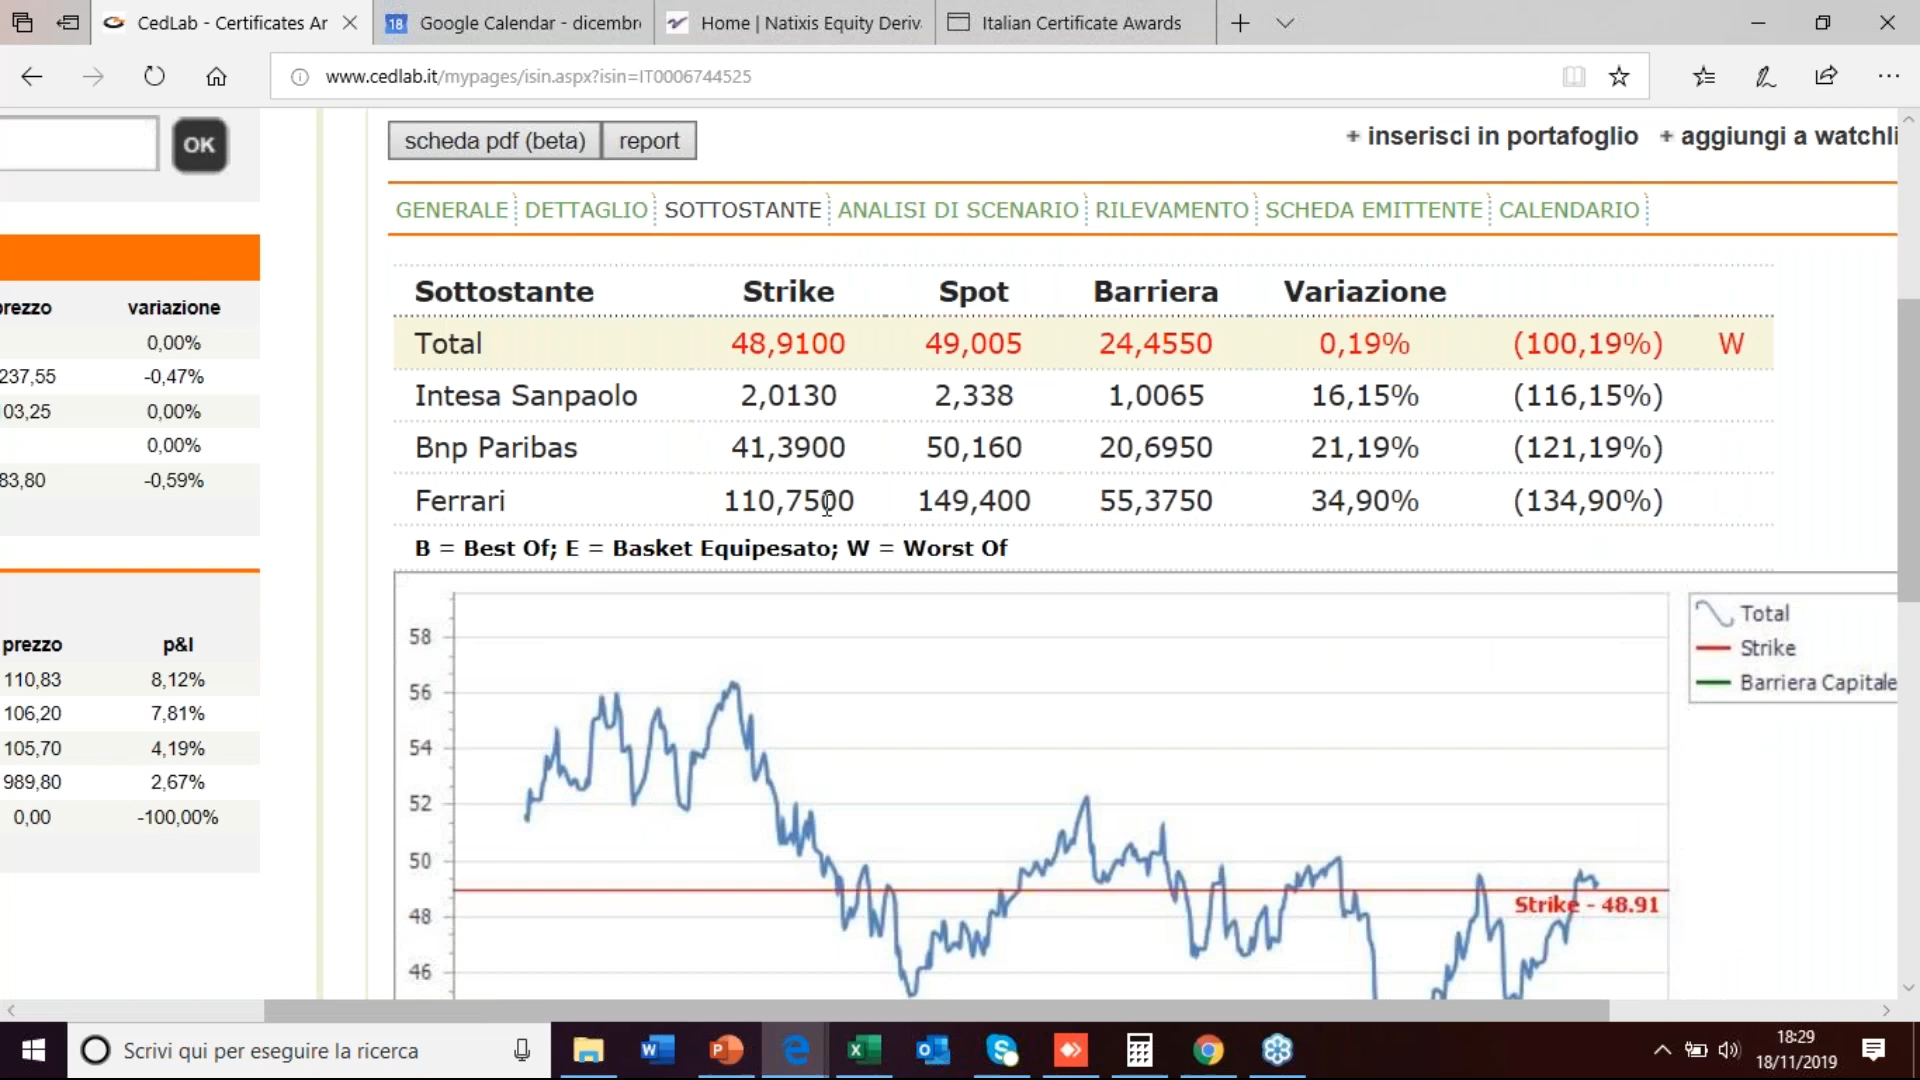 CedLab - Certificates Ar
18
Google Calendar - dicembr
Home | Natixis Equity Deriv
Italian Certificate Awards
www.cedlab.it/mypages/isin.aspx?isin=IT0006744525
OK
scheda pdf (beta) report
+ inserisci in portafoglio + aggiungi a watchli
GENERALE DETTAGLIO SOTTOSTANTE ANALISI DI SCENARIO RILEVAMENTO SCHEDA EMITTENTE CALENDARIO
Sottostante Strike Spot Barriera Variazione
Total 48,9100 49,005 24,4550 0,19% (100,19%) W
Intesa Sanpaolo 2,0130 2,338 1,0065 16,15% (116,15%)
Bnp Paribas 41,3900 50,160 20,6950 21,19% (121,19%)
Ferrari 110,7500 149,400 55,3750 34,90% (134,90%)
B = Best Of; E = Basket Equipesato; W = Worst Of
prezzo variazione
0,00%
237,55 -0,47%
03,25 0,00%
0,00%
83,80 -0,59%
prezzo p&l
110,83 8,12%
106,20 7,81%
105,70 4,19%
989,80 2,67%
0,00 -100,00%
58
56
54
52
50
48
46
Strike - 48.91
Total
Strike
Barriera Capitale
Scrivi qui per eseguire la ricerca
18:29
18/11/2019